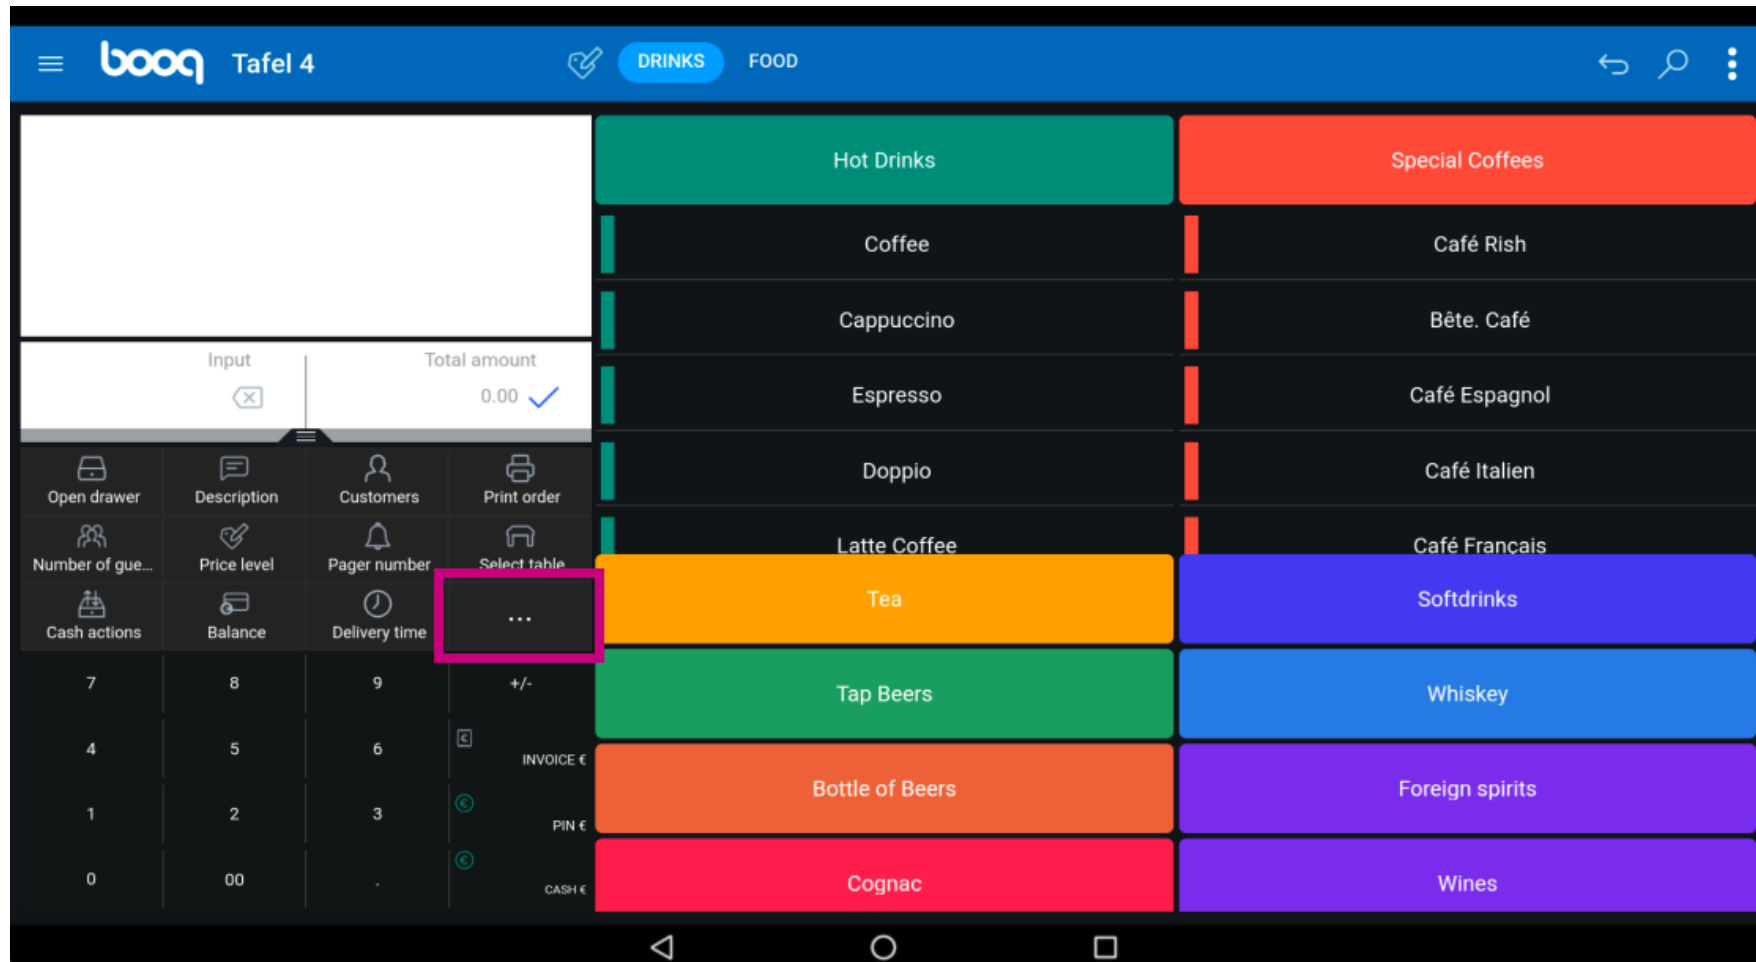 booq
Tafel 4
DRINKS
FOOD
Input
Total amount
0.00
Open drawer
Description
Customers
Print order
Number of gue...
Price level
Pager number
Select table
Cash actions
Balance
Delivery time
...
7 8 9 +/-
4 5 6 INVOICE €
1 2 3 PIN €
0 00 . CASH €
Hot Drinks
Coffee
Cappuccino
Espresso
Doppio
Latte Coffee
Tea
Tap Beers
Bottle of Beers
Cognac
Special Coffees
Café Rish
Bête. Café
Café Espagnol
Café Italien
Café Français
Softdrinks
Whiskey
Foreign spirits
Wines